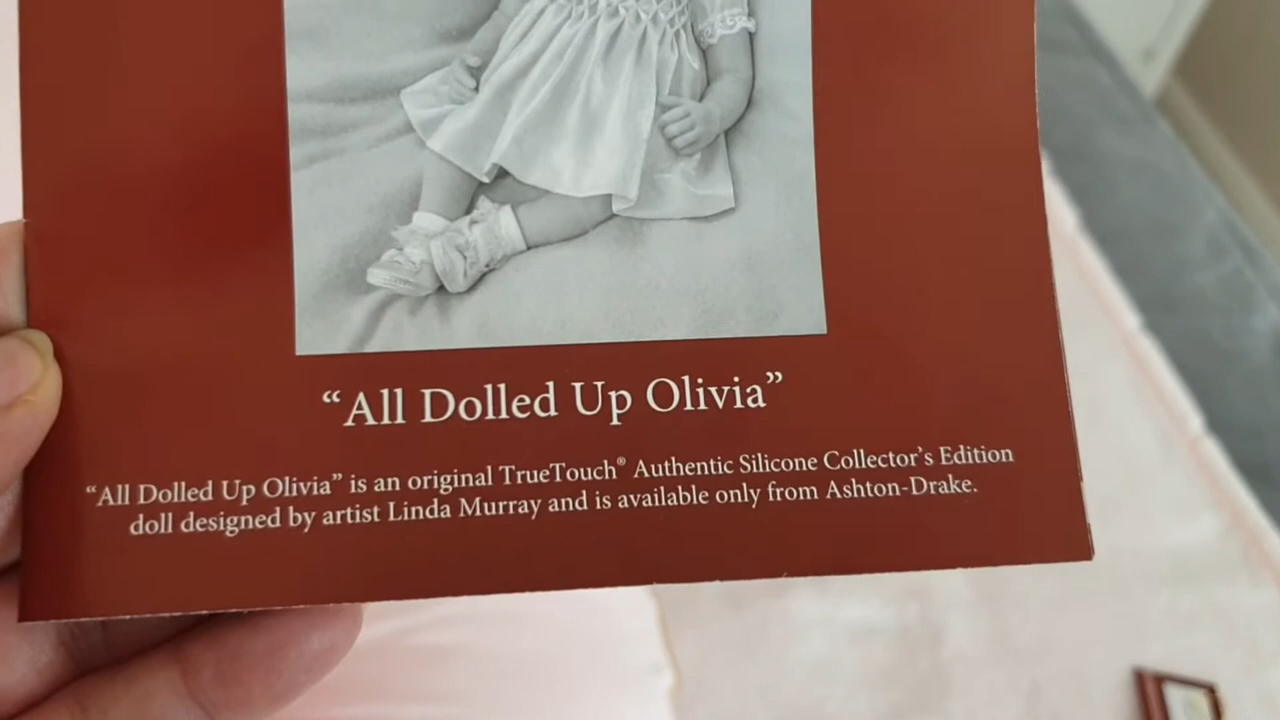 “All Dolled Up Olivia”
“All Dolled Up Olivia” is an original TrueTouch® Authentic Silicone Collector’s Edition
doll designed by artist Linda Murray and is available only from Ashton-Drake.